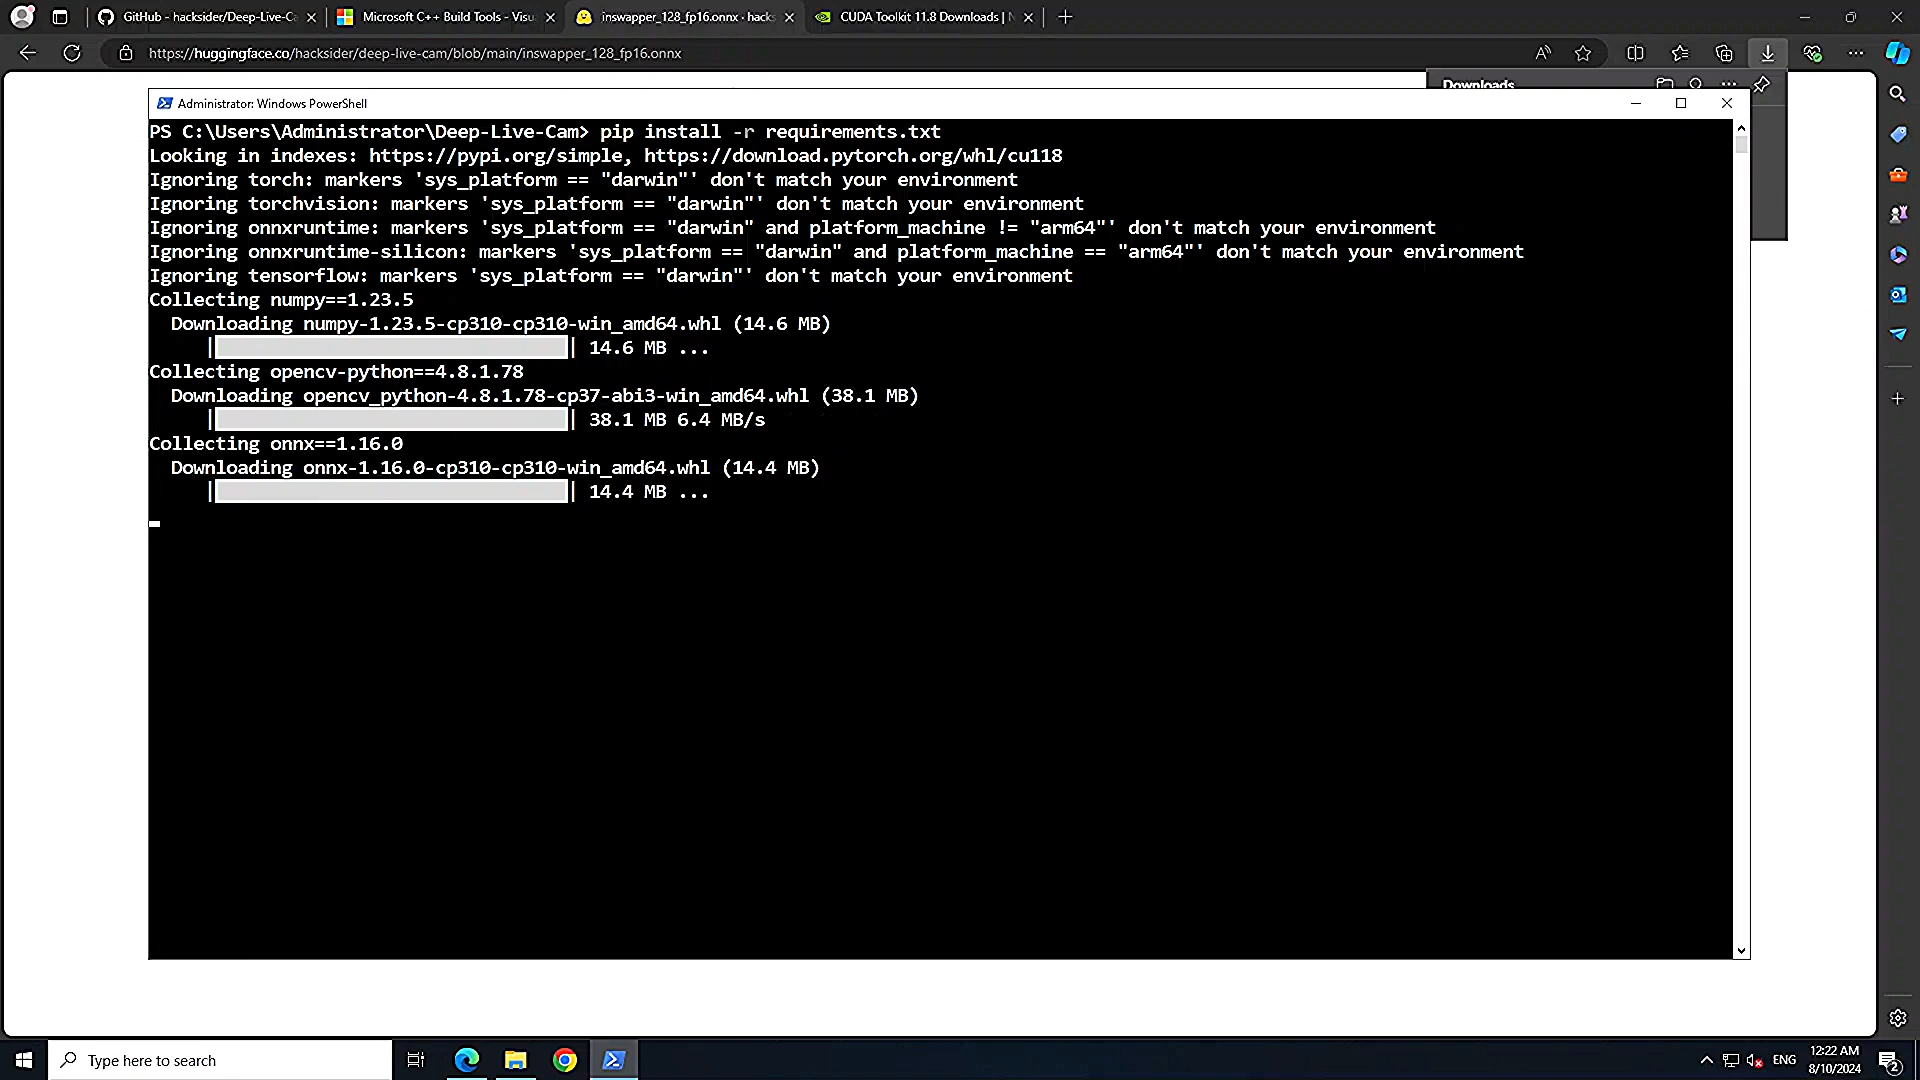 GitHub - hacksider/Deep-Live-Ca
Microsoft C++ Build Tools - Visu
inswapper_128_fp16.onnx · hacks
CUDA Toolkit 11.8 Downloads | N
https://huggingface.co/hacksider/deep-live-cam/blob/main/inswapper_128_fp16.onnx
Downloads
Administrator: Windows PowerShell
PS C:\Users\Administrator\Deep-Live-Cam> pip install -r requirements.txt
Looking in indexes: https://pypi.org/simple, https://download.pytorch.org/whl/cu118
Ignoring torch: markers 'sys_platform == "darwin"' don't match your environment
Ignoring torchvision: markers 'sys_platform == "darwin"' don't match your environment
Ignoring onnxruntime: markers 'sys_platform == "darwin" and platform_machine != "arm64"' don't match your environment
Ignoring onnxruntime-silicon: markers 'sys_platform == "darwin" and platform_machine == "arm64"' don't match your environment
Ignoring tensorflow: markers 'sys_platform == "darwin"' don't match your environment
Collecting numpy==1.23.5
Downloading numpy-1.23.5-cp310-cp310-win_amd64.whl (14.6 MB)
| | 14.6 MB ...
Collecting opencv-python==4.8.1.78
Downloading opencv_python-4.8.1.78-cp37-abi3-win_amd64.whl (38.1 MB)
| | 38.1 MB 6.4 MB/s
Collecting onnx==1.16.0
Downloading onnx-1.16.0-cp310-cp310-win_amd64.whl (14.4 MB)
| | 14.4 MB ...
Type here to search
ENG
12:22 AM
8/10/2024
2